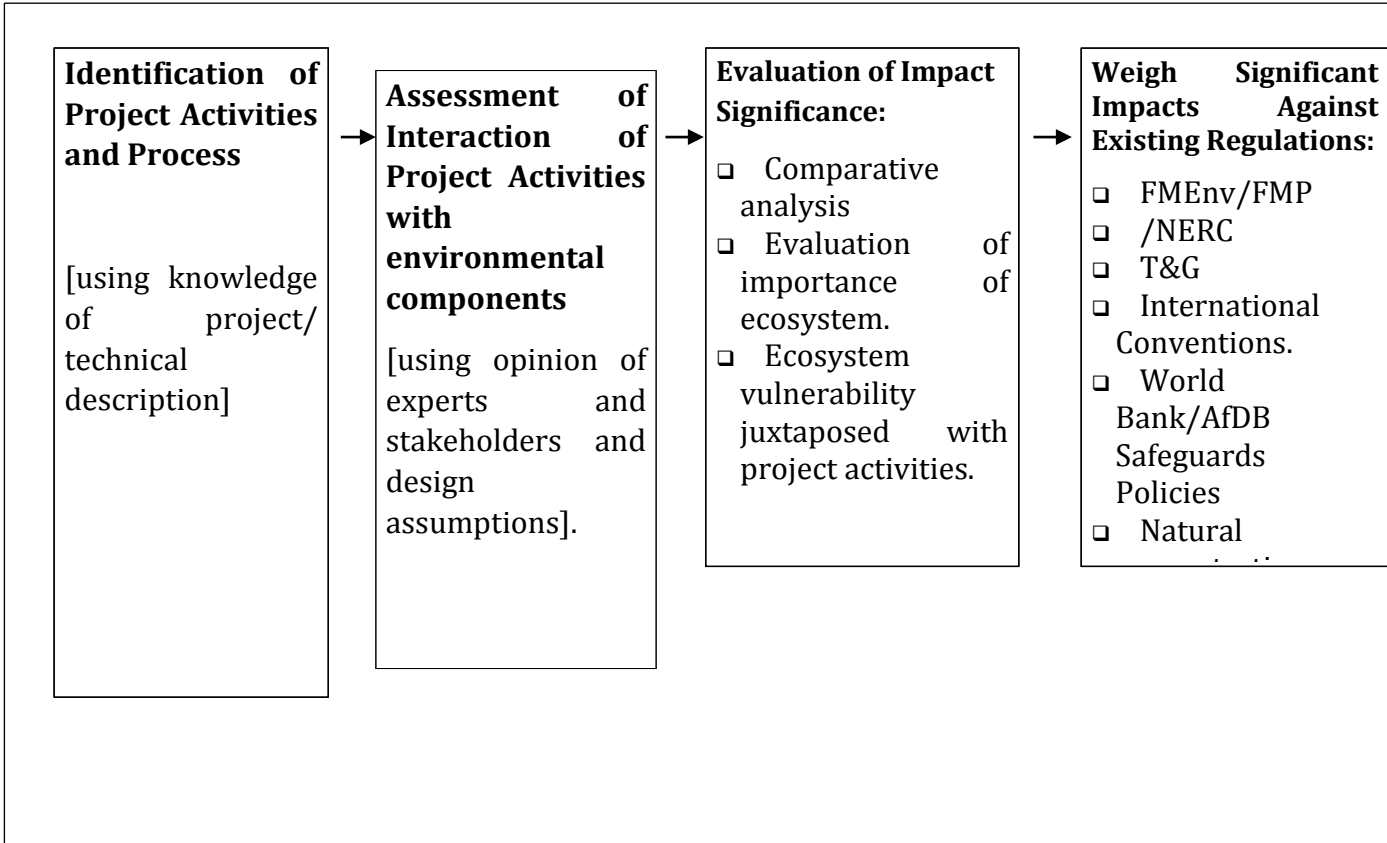 Identification of
Project Activities
and Process
[using knowledge
of project/
technical
description]
Assessment of
Interaction of
Project Activities
with
environmental
components
[using opinion of
experts and
stakeholders and
design
assumptions].
Evaluation of Impact
Significance:
❑ Comparative
analysis
❑ Evaluation of
importance of
ecosystem.
❑ Ecosystem
vulnerability
juxtaposed with
project activities.
Weigh Significant
Impacts Against
Existing Regulations:
❑ FMEnv/FMP
❑ /NERC
❑ T&G
❑ International
Conventions.
❑ World
Bank/AfDB
Safeguards
Policies
❑ Natural